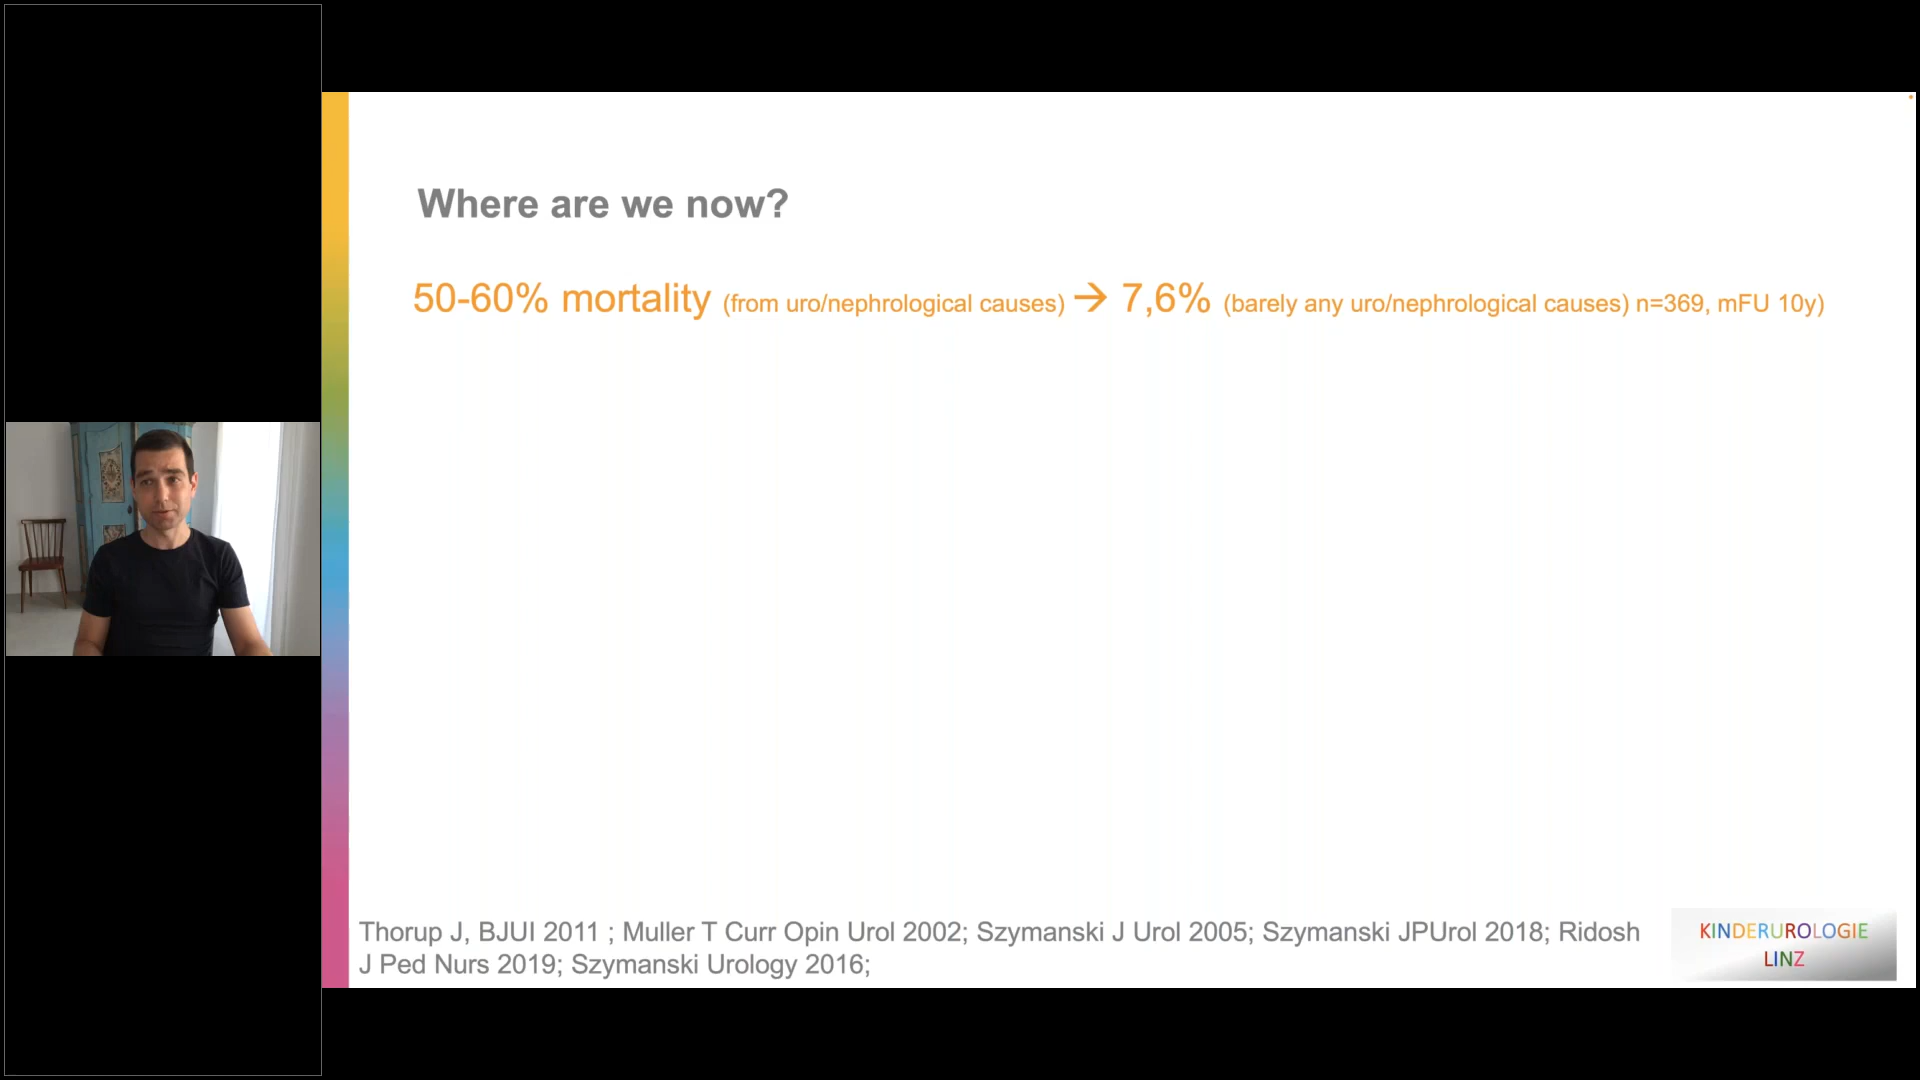 Where are we now?
50-60% mortality (from uro/nephrological causes) → 7,6% (barely any uro/nephrological causes) n=369, mFU 10y)
Thorup J, BJUI 2011 ; Muller T Curr Opin Urol 2002; Szymanski J Urol 2005; Szymanski JPUrol 2018; Ridosh
J Ped Nurs 2019; Szymanski Urology 2016;
KINDERUROLOGIE
LINZ